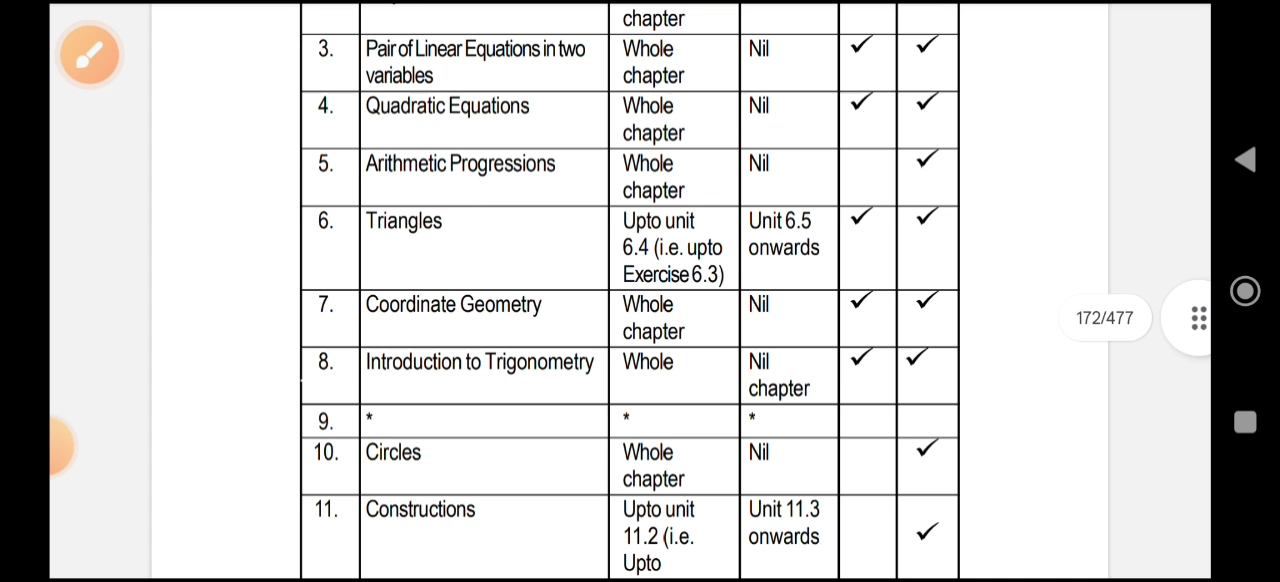 chapter
3. Pair of Linear Equations in two Whole Nil ✓ ✓
variables chapter
4. Quadratic Equations Whole Nil ✓ ✓
chapter
5. Arithmetic Progressions Whole Nil ✓
chapter
6. Triangles Upto unit Unit 6.5 ✓ ✓
6.4 (i.e. upto onwards
Exercise 6.3)
7. Coordinate Geometry Whole Nil ✓ ✓
chapter
8. Introduction to Trigonometry Whole Nil ✓ ✓
chapter
9. * * *
10. Circles Whole Nil ✓
chapter
11. Constructions Upto unit Unit 11.3
11.2 (i.e. onwards ✓
Upto
172/477